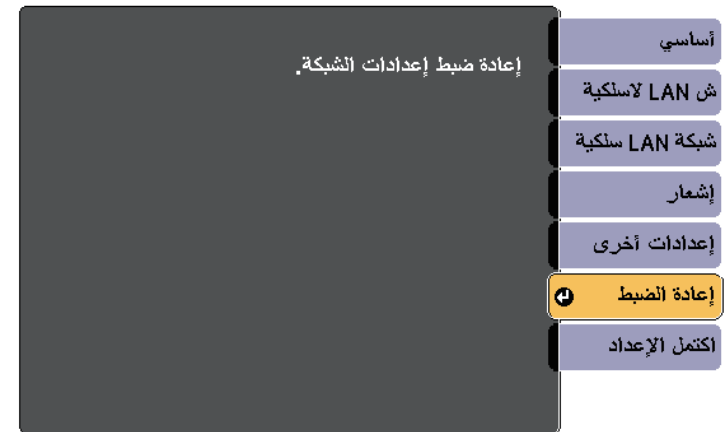 أساسي
إعادة ضبط إعدادات الشبكة.
ش LAN لاسلكية
شبكة LAN سلكية
إشعار
إعدادات أخرى
إعادة الضبط
اكتمل الإعداد